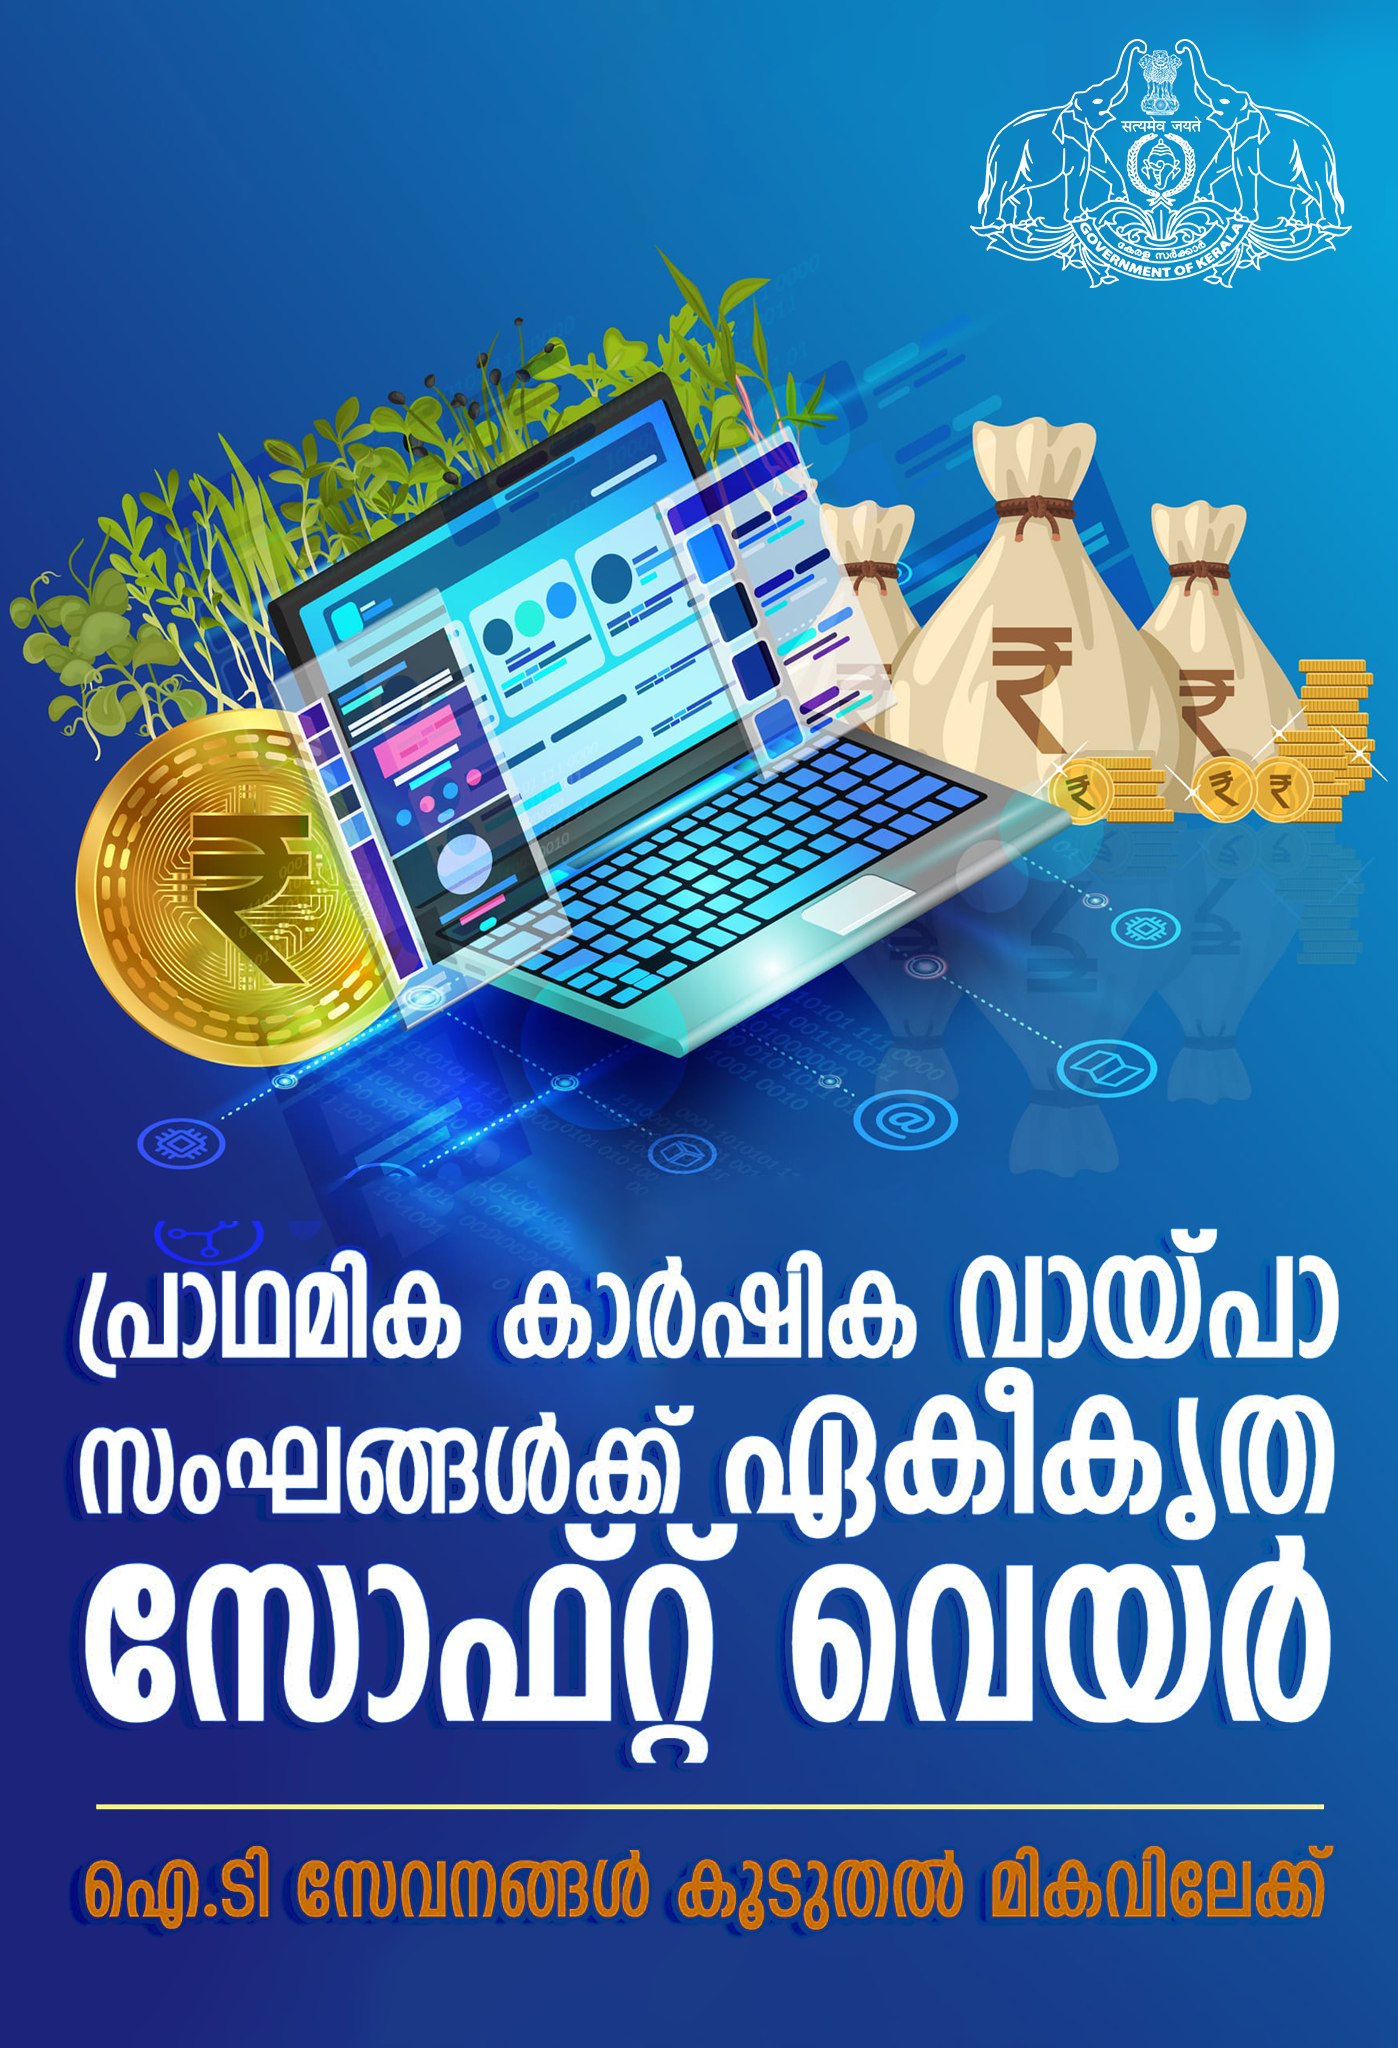 सत्यमेव जयते
കേരള സർക്കാർ
GOVERNMENT OF KERALA
പ്രാഥമിക കാർഷിക വായ്പാ
സംഘങ്ങൾക്ക് ഏകീകൃത
സോഫ്റ്റ് വെയർ
ഐ.ടി സേവനങ്ങൾ കൂടുതൽ മികവിലേക്ക്